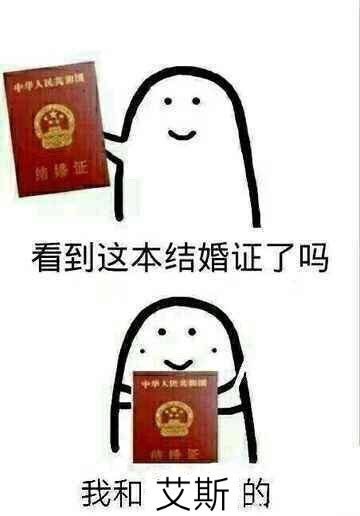 中华人民共和国
结婚证
看到这本结婚证了吗
中华人民共和国
结婚证
我和 艾斯 的